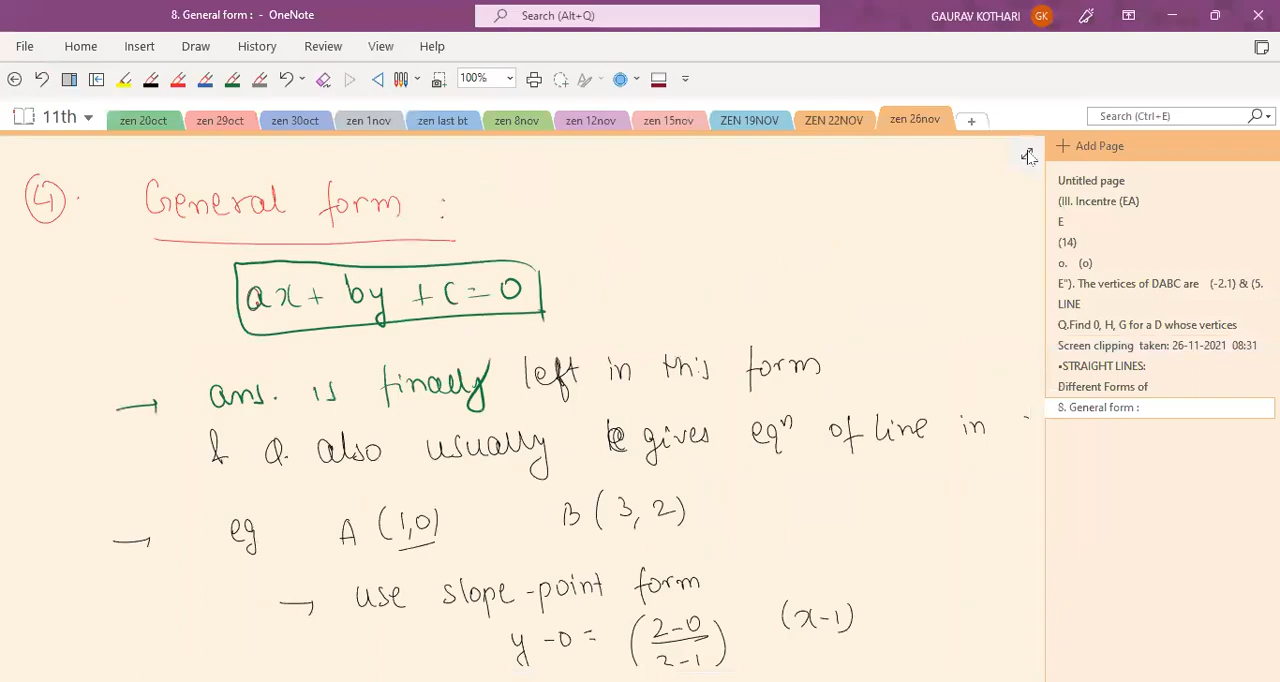 8. General form : - OneNote
Search (Alt+Q)
GAURAV KOTHARI
GK
File Home Insert Draw History Review View Help
100%
11th
zen 20oct
zen 29oct
zen 30oct
zen 1nov
zen last bt
zen 8nov
zen 12nov
zen 15nov
ZEN 19NOV
ZEN 22NOV
zen 26nov
Search (Ctrl+E)
Add Page
Untitled page
(III. Incentre (EA)
E
(14)
o. (o)
E"). The vertices of DABC are (-2.1) & (5.
LINE
Q.Find 0, H, G for a D whose vertices
Screen clipping taken: 26-11-2021 08:31
•STRAIGHT LINES:
Different Forms of
8. General form :
(4). General form :
ax + by + c = 0
→ ans. is finally left in this form
& Q. also usually gives eqn of line in
→ eg A (1,0) B (3, 2)
→ use slope-point form
y - 0 = (2-0 / 3-1) (x-1)